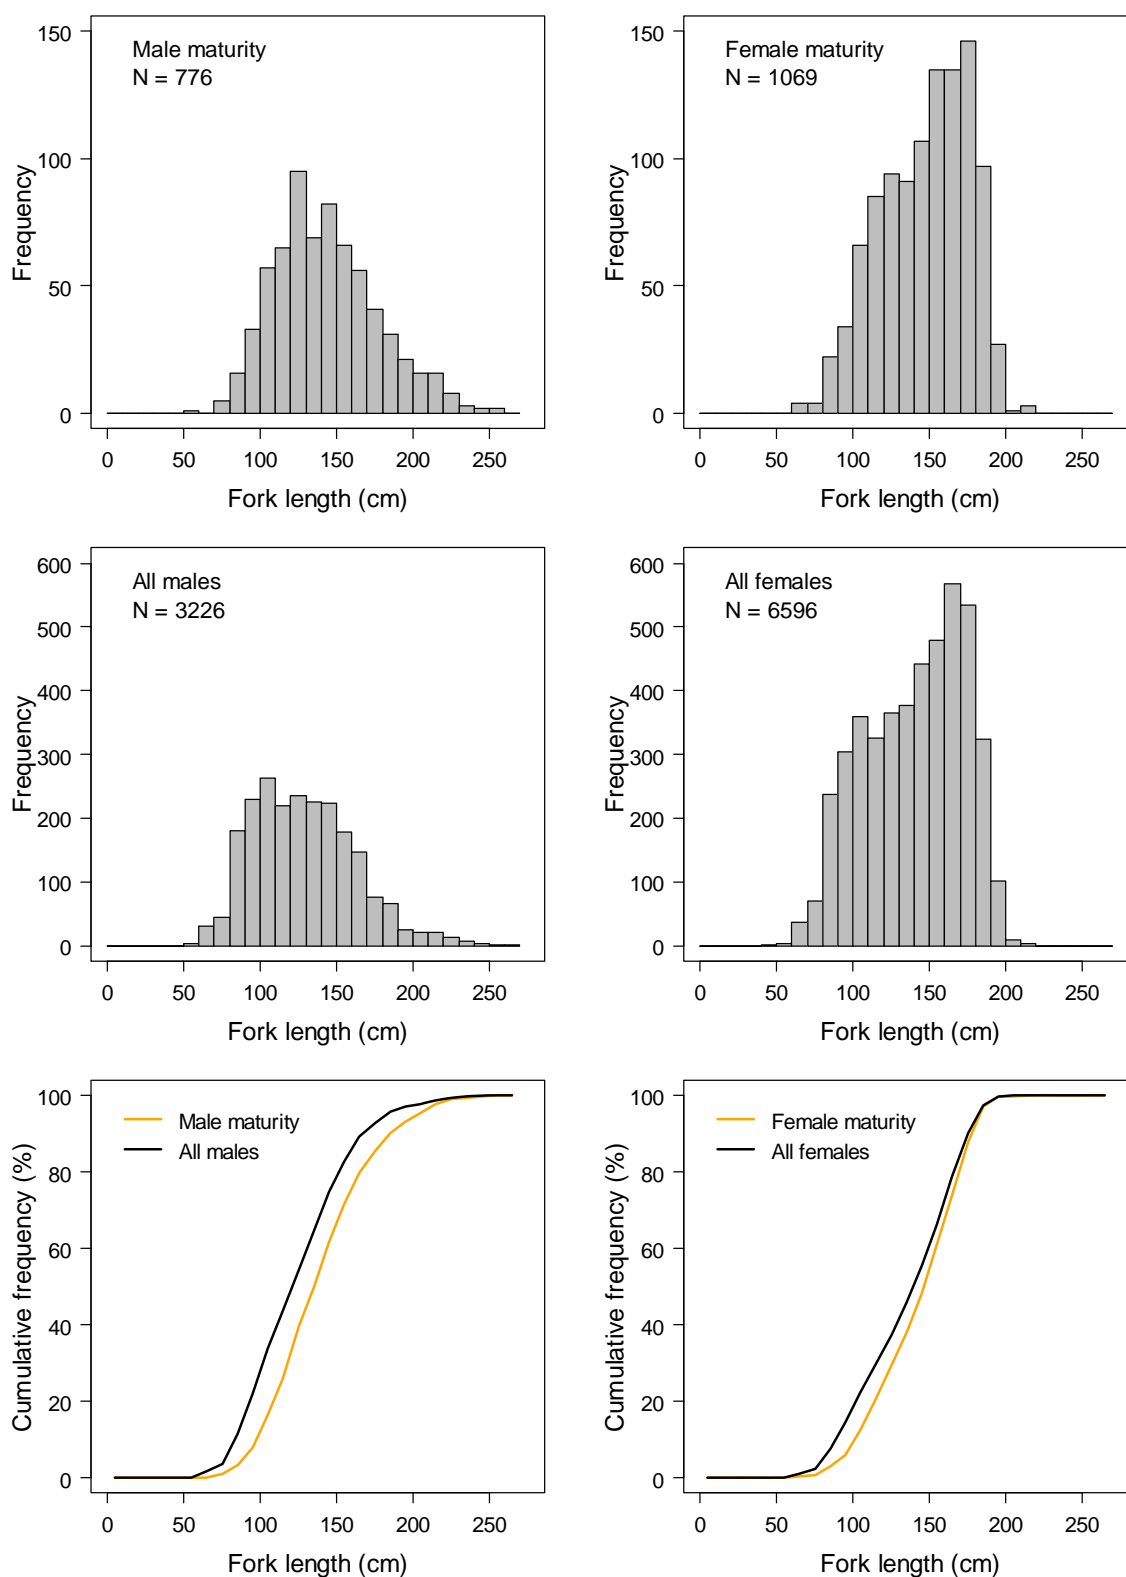 Male maturity
N = 776
Frequency
150
100
50
0
0 50 100 150 200 250
Fork length (cm)
Female maturity
N = 1069
Frequency
150
100
50
0
0 50 100 150 200 250
Fork length (cm)
All males
N = 3226
Frequency
600
500
400
300
200
100
0
0 50 100 150 200 250
Fork length (cm)
All females
N = 6596
Frequency
600
500
400
300
200
100
0
0 50 100 150 200 250
Fork length (cm)
Male maturity
All males
Cumulative frequency (%)
100
80
60
40
20
0
0 50 100 150 200 250
Fork length (cm)
Female maturity
All females
Cumulative frequency (%)
100
80
60
40
20
0
0 50 100 150 200 250
Fork length (cm)